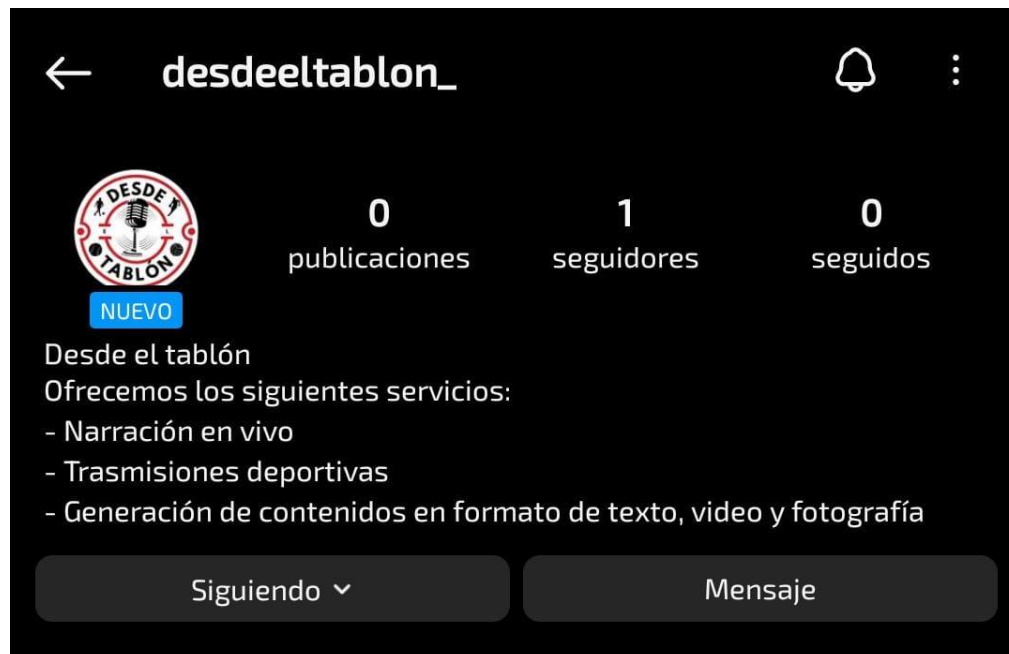 desdeeltablon_
DESDE
E L
TABLÓN
NUEVO
0
publicaciones
1
seguidores
0
seguidos
Desde el tablón
Ofrecemos los siguientes servicios:
- Narración en vivo
- Trasmisiones deportivas
- Generación de contenidos en formato de texto, video y fotografía
Siguiendo
Mensaje